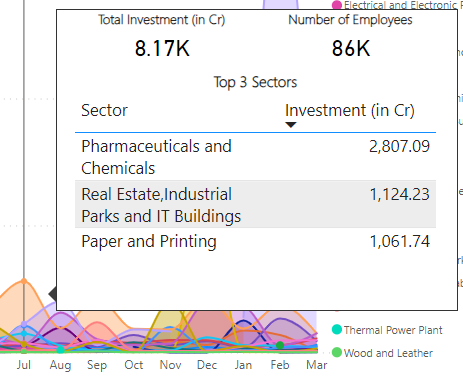 Electrical and Electronic
Total Investment (in Cr)
Number of Employees
8.17K
86K
Top 3 Sectors
Sector
Investment (in Cr)
Pharmaceuticals and
Chemicals
2,807.09
Real Estate,Industrial
Parks and IT Buildings
1,124.23
Paper and Printing
1,061.74
Thermal Power Plant
Wood and Leather
Jul Aug Sep Oct Nov Dec Jan Feb Mar